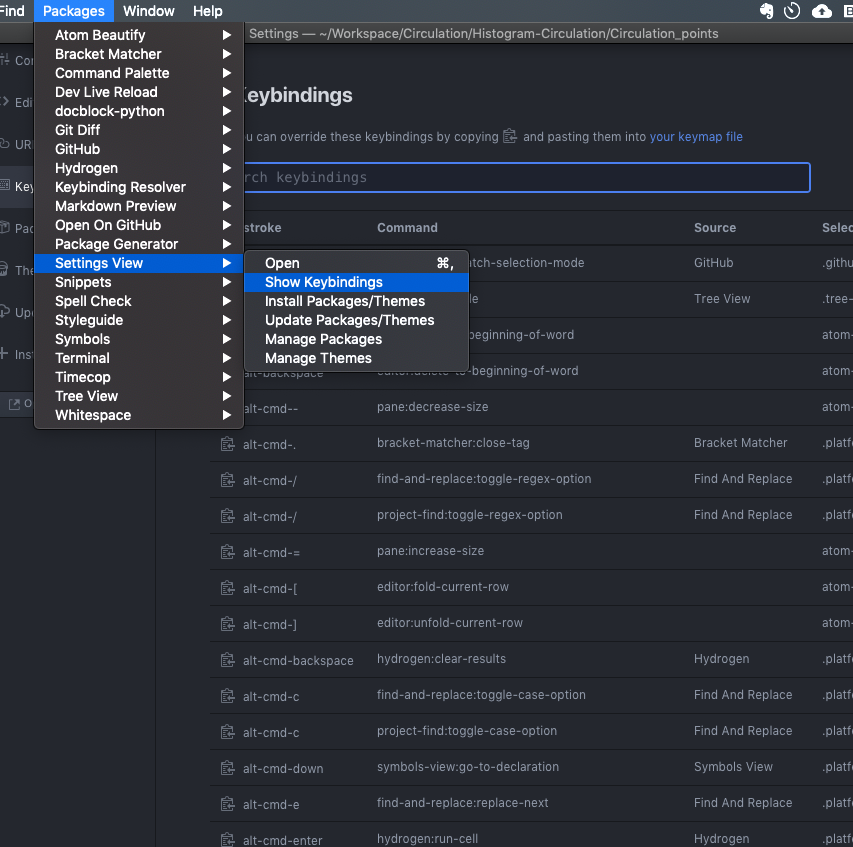 Find Packages Window Help
Settings — ~/Workspace/Circulation/Histogram-Circulation/Circulation_points
Atom Beautify
Bracket Matcher
Command Palette
Dev Live Reload
docblock-python
Git Diff
GitHub
Hydrogen
Keybinding Resolver
Markdown Preview
Open On GitHub
Package Generator
Settings View
Snippets
Spell Check
Styleguide
Symbols
Terminal
Timecop
Tree View
Whitespace
Open ⌘,
Show Keybindings
Install Packages/Themes
Update Packages/Themes
Manage Packages
Manage Themes
Cor
Edi
UR
Key
Pac
The
Upd
Inst
O
Keybindings
u can override these keybindings by copying and pasting them into your keymap file
rch keybindings
stroke Command Source Selec
tch-selection-mode GitHub .githu
le Tree View .tree-
beginning-of-word atom-
alt-backspace editor:delete-to-beginning-of-word atom-
alt-cmd-- pane:decrease-size atom-
alt-cmd-. bracket-matcher:close-tag Bracket Matcher .platf
alt-cmd-/ find-and-replace:toggle-regex-option Find And Replace .platf
alt-cmd-/ project-find:toggle-regex-option Find And Replace .platf
alt-cmd-= pane:increase-size atom-
alt-cmd-[ editor:fold-current-row atom-
alt-cmd-] editor:unfold-current-row atom-
alt-cmd-backspace hydrogen:clear-results Hydrogen .platf
alt-cmd-c find-and-replace:toggle-case-option Find And Replace .platf
alt-cmd-c project-find:toggle-case-option Find And Replace .platf
alt-cmd-down symbols-view:go-to-declaration Symbols View .platf
alt-cmd-e find-and-replace:replace-next Find And Replace .platf
alt-cmd-enter hydrogen:run-cell Hydrogen .platf